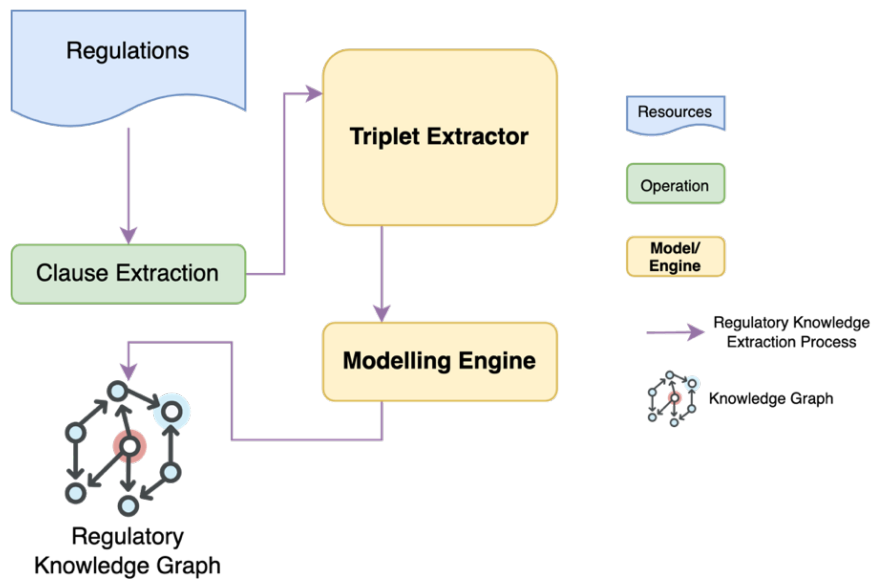 Regulations
Triplet Extractor
Clause Extraction
Modelling Engine
Regulatory
Knowledge Graph
Resources
Operation
Model/
Engine
Regulatory Knowledge
Extraction Process
Knowledge Graph